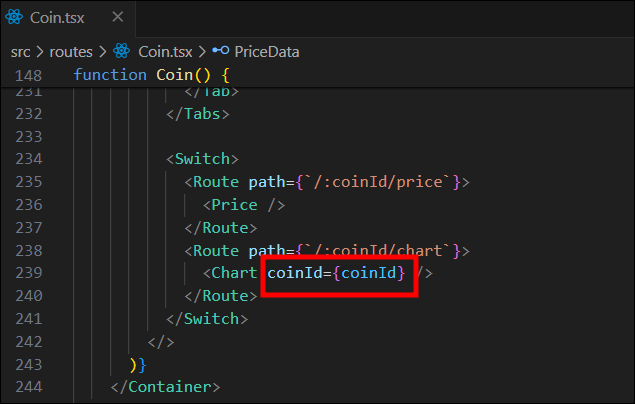 Coin.tsx ×
src > routes > Coin.tsx > PriceData
148 function Coin() {
231 </Tab>
232 </Tabs>
233
234 <Switch>
235 <Route path={`/:coinId/price`}>
236 <Price />
237 </Route>
238 <Route path={`/:coinId/chart`}>
239 <Chart coinId={coinId} />
240 </Route>
241 </Switch>
242 </>
243 )}
244 </Container>